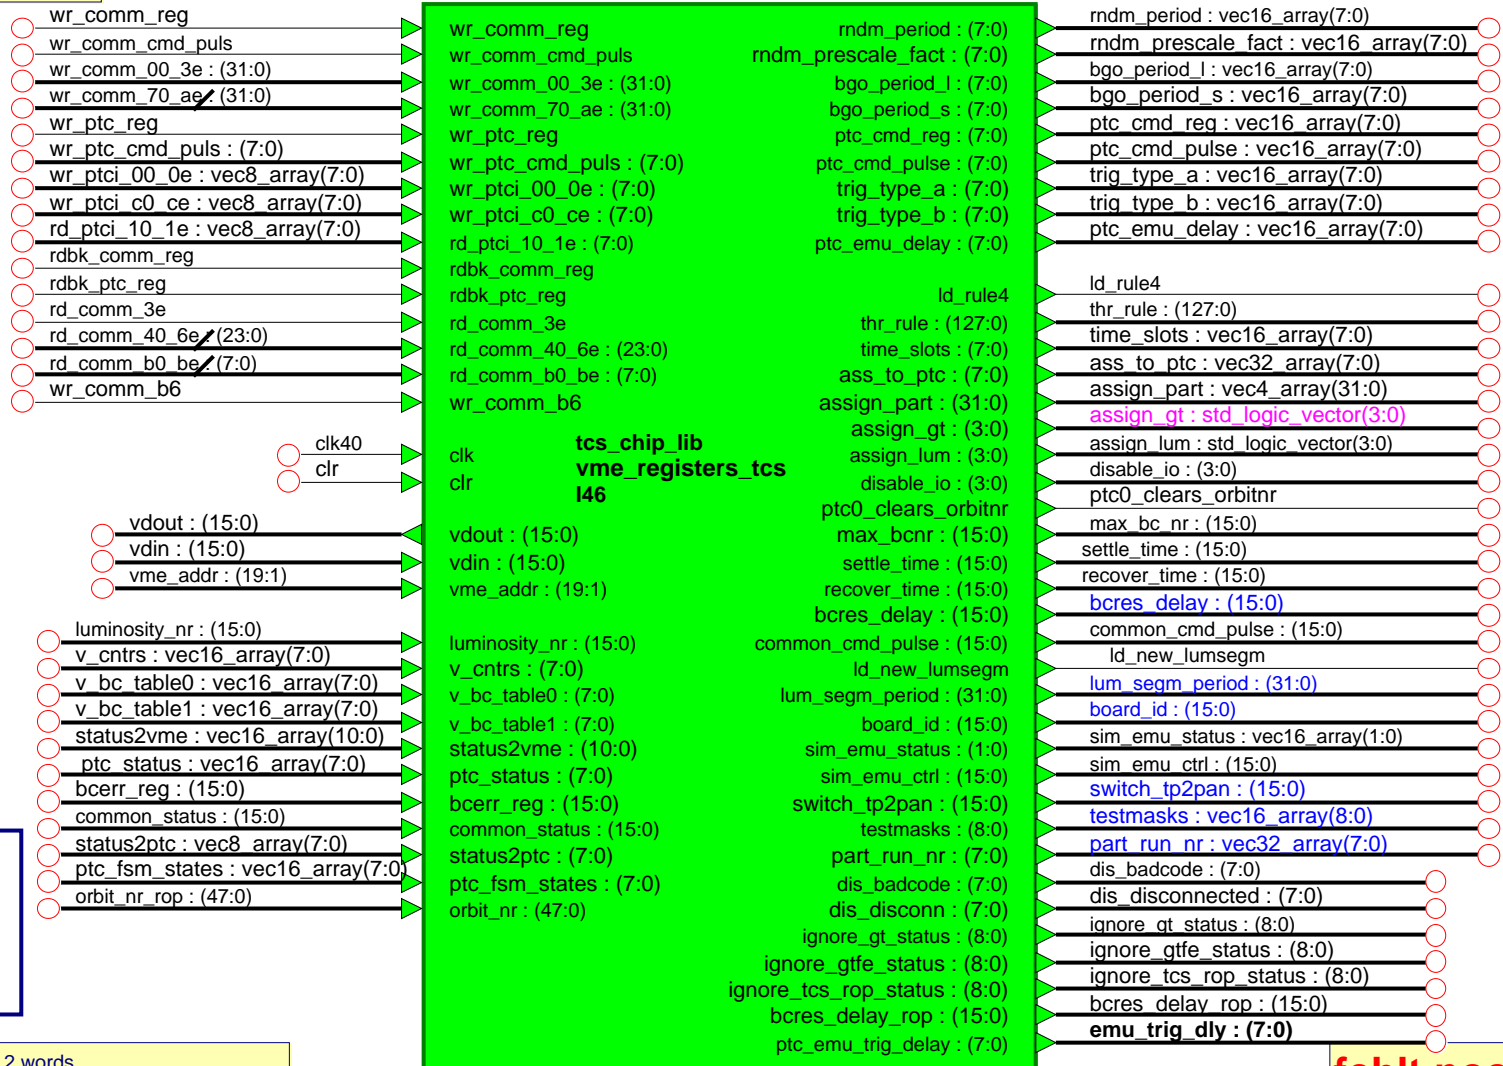 wr_comm_reg
wr_comm_cmd_puls
wr_comm_00_3e : (31:0)
wr_comm_70_ae : (31:0)
wr_ptc_reg
wr_ptc_cmd_puls : (7:0)
wr_ptci_00_0e : vec8_array(7:0)
wr_ptci_c0_ce : vec8_array(7:0)
rd_ptci_10_1e : vec8_array(7:0)
rdbk_comm_reg
rdbk_ptc_reg
rd_comm_3e
rd_comm_40_6e : (23:0)
rd_comm_b0_be : (7:0)
wr_comm_b6
clk40
clr
vdout : (15:0)
vdin : (15:0)
vme_addr : (19:1)
luminosity_nr : (15:0)
v_cntrs : vec16_array(7:0)
v_bc_table0 : vec16_array(7:0)
v_bc_table1 : vec16_array(7:0)
status2vme : vec16_array(10:0)
ptc_status : vec16_array(7:0)
bcerr_reg : (15:0)
common_status : (15:0)
status2ptc : vec8_array(7:0)
ptc_fsm_states : vec16_array(7:0)
orbit_nr_rop : (47:0)
2 words
wr_comm_reg
wr_comm_cmd_puls
wr_comm_00_3e : (31:0)
wr_comm_70_ae : (31:0)
wr_ptc_reg
wr_ptc_cmd_puls : (7:0)
wr_ptci_00_0e : (7:0)
wr_ptci_c0_ce : (7:0)
rd_ptci_10_1e : (7:0)
rdbk_comm_reg
rdbk_ptc_reg
rd_comm_3e
rd_comm_40_6e : (23:0)
rd_comm_b0_be : (7:0)
wr_comm_b6
clk
clr
tcs_chip_lib
vme_registers_tcs
I46
vdout : (15:0)
vdin : (15:0)
vme_addr : (19:1)
luminosity_nr : (15:0)
v_cntrs : (7:0)
v_bc_table0 : (7:0)
v_bc_table1 : (7:0)
status2vme : (10:0)
ptc_status : (7:0)
bcerr_reg : (15:0)
common_status : (15:0)
status2ptc : (7:0)
ptc_fsm_states : (7:0)
orbit_nr : (47:0)
rndm_period : (7:0)
rndm_prescale_fact : (7:0)
bgo_period_l : (7:0)
bgo_period_s : (7:0)
ptc_cmd_reg : (7:0)
ptc_cmd_pulse : (7:0)
trig_type_a : (7:0)
trig_type_b : (7:0)
ptc_emu_delay : (7:0)
ld_rule4
thr_rule : (127:0)
time_slots : (7:0)
ass_to_ptc : (7:0)
assign_part : (31:0)
assign_gt : (3:0)
assign_lum : (3:0)
disable_io : (3:0)
ptc0_clears_orbitnr
max_bcnr : (15:0)
settle_time : (15:0)
recover_time : (15:0)
bcres_delay : (15:0)
common_cmd_pulse : (15:0)
ld_new_lumsegm
lum_segm_period : (31:0)
board_id : (15:0)
sim_emu_status : (1:0)
sim_emu_ctrl : (15:0)
switch_tp2pan : (15:0)
testmasks : (8:0)
part_run_nr : (7:0)
dis_badcode : (7:0)
dis_disconn : (7:0)
ignore_gt_status : (8:0)
ignore_gtfe_status : (8:0)
ignore_tcs_rop_status : (8:0)
bcres_delay_rop : (15:0)
ptc_emu_trig_delay : (7:0)
rndm_period : vec16_array(7:0)
rndm_prescale_fact : vec16_array(7:0)
bgo_period_l : vec16_array(7:0)
bgo_period_s : vec16_array(7:0)
ptc_cmd_reg : vec16_array(7:0)
ptc_cmd_pulse : vec16_array(7:0)
trig_type_a : vec16_array(7:0)
trig_type_b : vec16_array(7:0)
ptc_emu_delay : vec16_array(7:0)
ld_rule4
thr_rule : (127:0)
time_slots : vec16_array(7:0)
ass_to_ptc : vec32_array(7:0)
assign_part : vec4_array(31:0)
assign_gt : std_logic_vector(3:0)
assign_lum : std_logic_vector(3:0)
disable_io : (3:0)
ptc0_clears_orbitnr
max_bc_nr : (15:0)
settle_time : (15:0)
recover_time : (15:0)
bcres_delay : (15:0)
common_cmd_pulse : (15:0)
ld_new_lumsegm
lum_segm_period : (31:0)
board_id : (15:0)
sim_emu_status : vec16_array(1:0)
sim_emu_ctrl : (15:0)
switch_tp2pan : (15:0)
testmasks : vec16_array(8:0)
part_run_nr : vec32_array(7:0)
dis_badcode : (7:0)
dis_disconnected : (7:0)
ignore_gt_status : (8:0)
ignore_gtfe_status : (8:0)
ignore_tcs_rop_status : (8:0)
bcres_delay_rop : (15:0)
emu_trig_dly : (7:0)